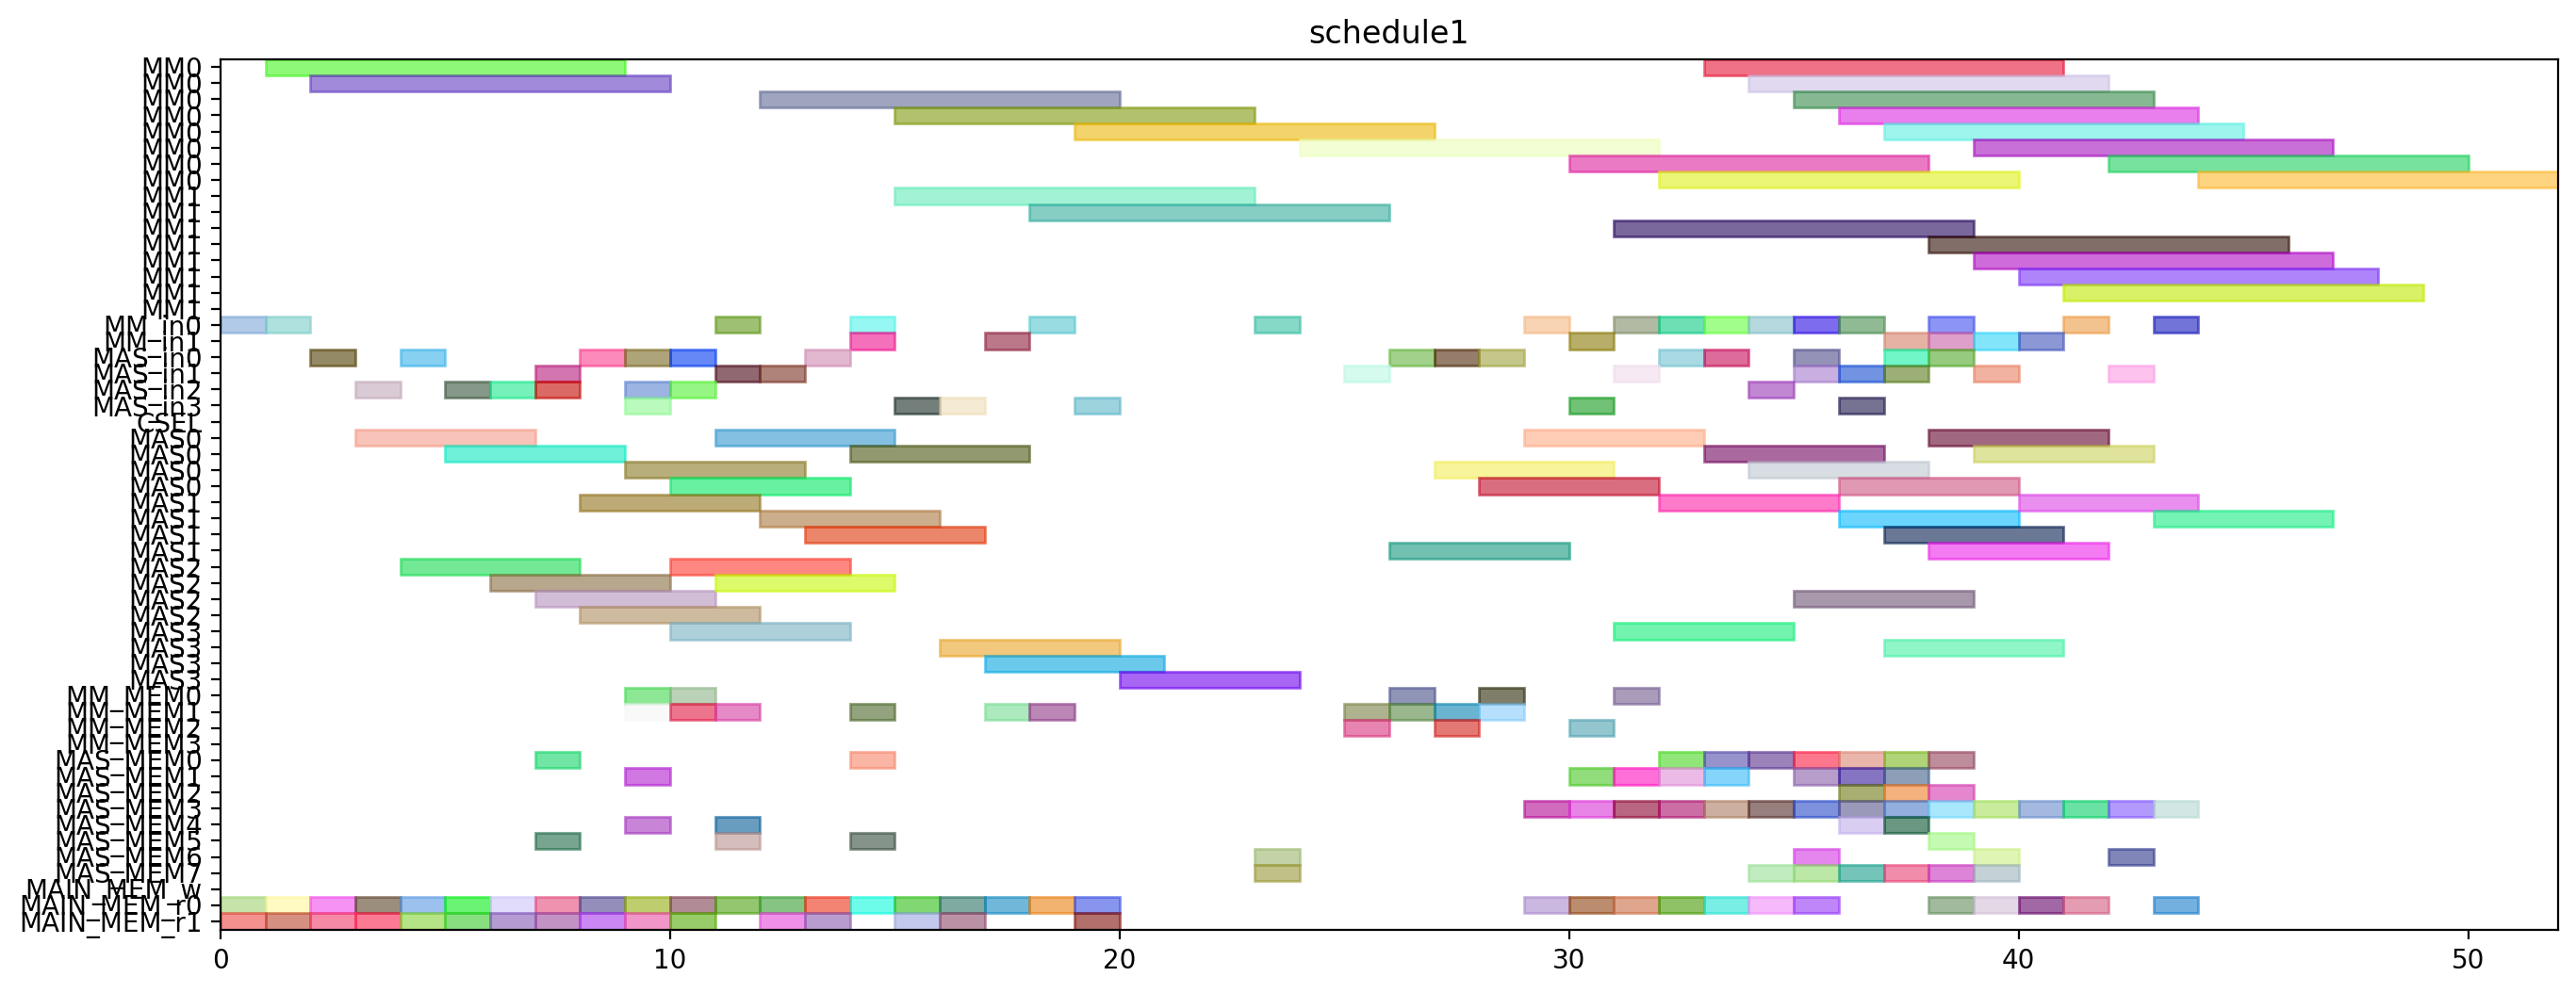 schedule1
MM0
MM0
MM0
MM0
MM0
MM0
MM0
MM0
MM1
MM1
MM1
MM1
MM1
MM1
MM1
MM1
MM_in0
MM_in1
MAS_in0
MAS_in1
MAS_in2
MAS_in3
CSEL
MAS0
MAS0
MAS0
MAS0
MAS1
MAS1
MAS1
MAS1
MAS2
MAS2
MAS2
MAS2
MAS3
MAS3
MAS3
MAS3
MM_MEM0
MM_MEM1
MM_MEM2
MM_MEM3
MAS_MEM0
MAS_MEM1
MAS_MEM2
MAS_MEM3
MAS_MEM4
MAS_MEM5
MAS_MEM6
MAS_MEM7
MAIN_MEM_w
MAIN_MEM_r0
MAIN_MEM_r1
0 10 20 30 40 50